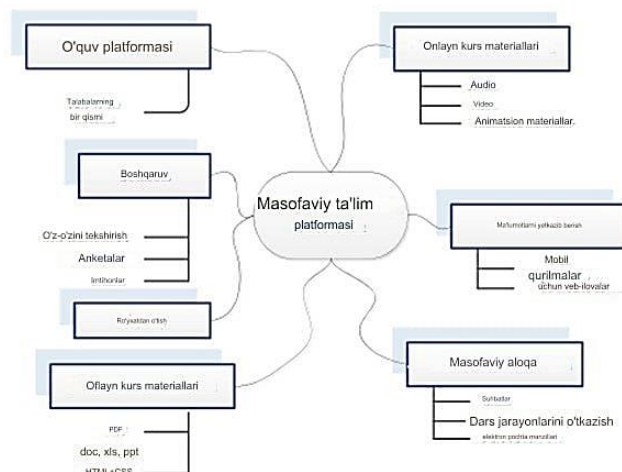 O'quv platformasi
Talabalarning
bir qismi
Onlayn kurs materiallari
Audio
Video
Animatsion materiallar.
Boshqaruv
O'z-o'zini tekshirish
Anketalar
Imtihonlar
Ro'yxatdan o'tish
Masofaviy ta'lim
platformasi
Ma'lumotlarni yetkazib berish
Mobil
qurilmalar
uchun veb-ilovalar
Oflayn kurs materiallari
PDF
doc, xls, ppt
HTML+CSS
Masofaviy aloqa
Suhbatlar
Dars jarayonlarini o'tkazish
elektron pochta manzillari